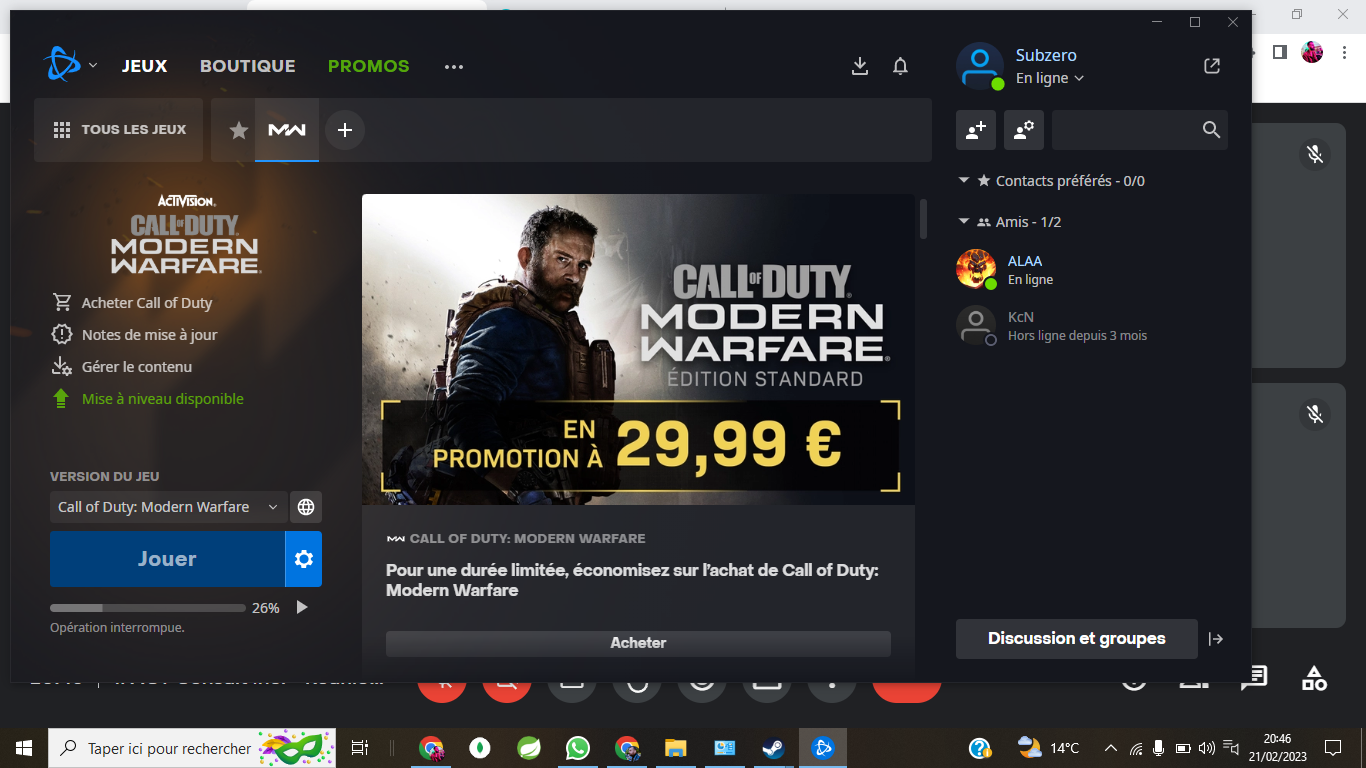 JEUX
BOUTIQUE
PROMOS
TOUS LES JEUX
ACTIVISION
CALL OF DUTY
MODERN
WARFARE
Acheter Call of Duty
Notes de mise à jour
Gérer le contenu
Mise à niveau disponible
VERSION DU JEU
Call of Duty: Modern Warfare
Jouer
26%
Opération interrompue.
CALL OF DUTY
MODERN
WARFARE
ÉDITION STANDARD
EN
PROMOTION À 29,99 €
CALL OF DUTY: MODERN WARFARE
Pour une durée limitée, économisez sur l'achat de Call of Duty:
Modern Warfare
Acheter
Subzero
En ligne
Contacts préférés - 0/0
Amis - 1/2
ALAA
En ligne
KcN
Hors ligne depuis 3 mois
Discussion et groupes
Taper ici pour rechercher
14°C
20:46
21/02/2023